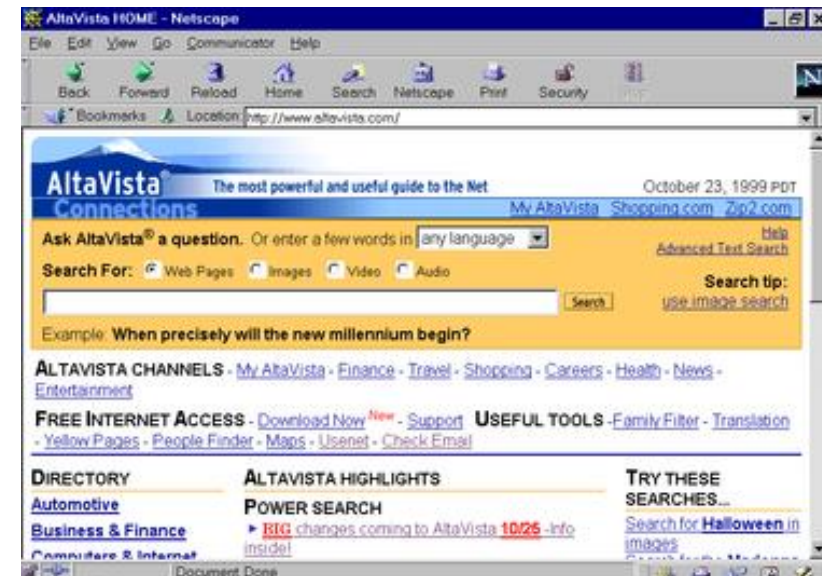 AltaVista HOME - Netscape
File Edit View Go Communicator Help
Back Forward Reload Home Search Netscape Print Security
Bookmarks Location: http://www.altavista.com/
AltaVista® The most powerful and useful guide to the Net October 23, 1999 PDT
Connections My AltaVista Shopping.com Zip2.com
Ask AltaVista® a question. Or enter a few words in any language Help
Advanced Text Search
Search For: Web Pages Images Video Audio
Search tip:
Search use image search
Example: When precisely will the new millennium begin?
ALTAVISTA CHANNELS - My AltaVista - Finance - Travel - Shopping - Careers - Health - News -
Entertainment
FREE INTERNET ACCESS - Download Now New - Support USEFUL TOOLS -Family Filter - Translation
- Yellow Pages - People Finder - Maps - Usenet - Check Email
DIRECTORY ALTAVISTA HIGHLIGHTS TRY THESE
SEARCHES...
Automotive POWER SEARCH
Business & Finance BIG changes coming to AltaVista 10/25 -Info Search for Halloween in
inside! images
Computers & Internet
Document Done